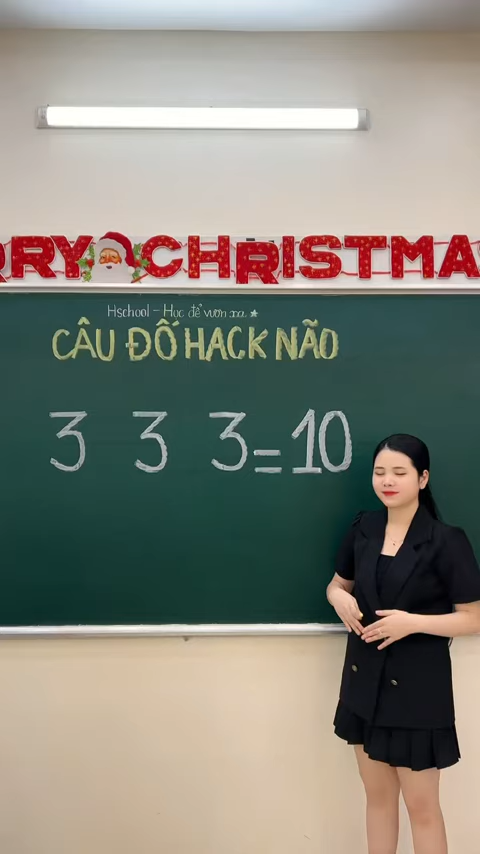 RRY CHRISTMA
Hschool - Học để vươn xa ★
CÂU ĐỐ HACK NÃO
3 3 3 = 10